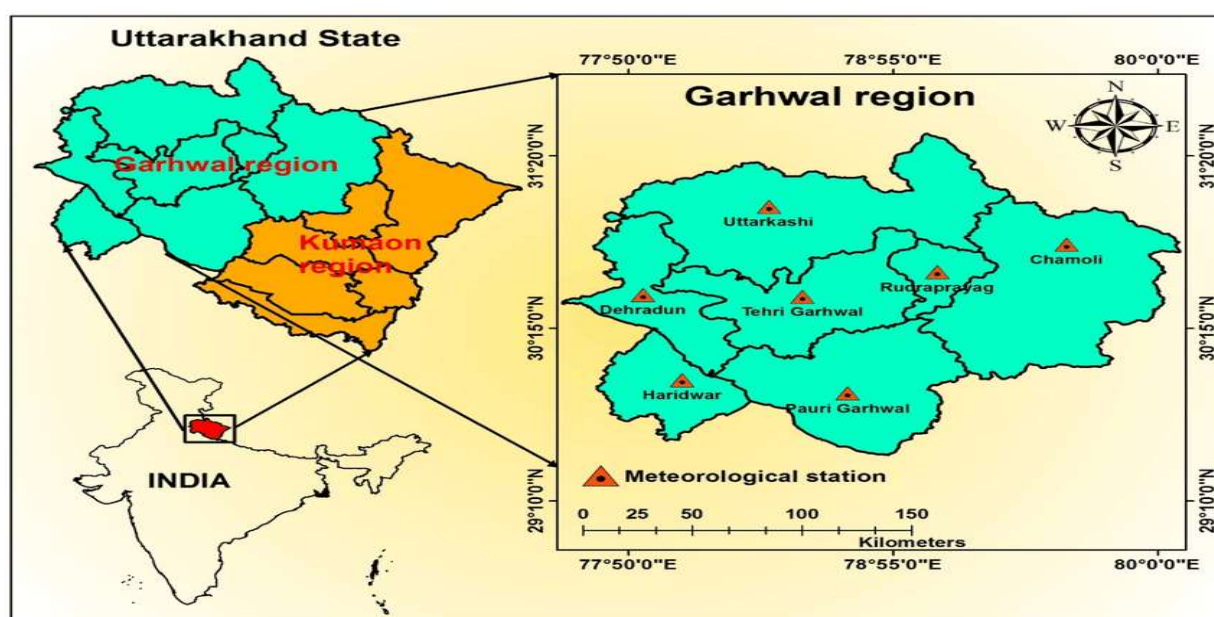 Uttarakhand State
Garhwal region
Kumaon
region
INDIA
77°50'0"E 78°55'0"E 80°0'0"E
Garhwal region
N
W E
S
31°20'0"N
30°15'0"N
29°10'0"N
31°20'0"N
30°15'0"N
29°10'0"N
Uttarkashi
Chamoli
Rudraprayag
Dehradun
Tehri Garhwal
Haridwar
Pauri Garhwal
Meteorological station
0 25 50 100 150
Kilometers
77°50'0"E 78°55'0"E 80°0'0"E